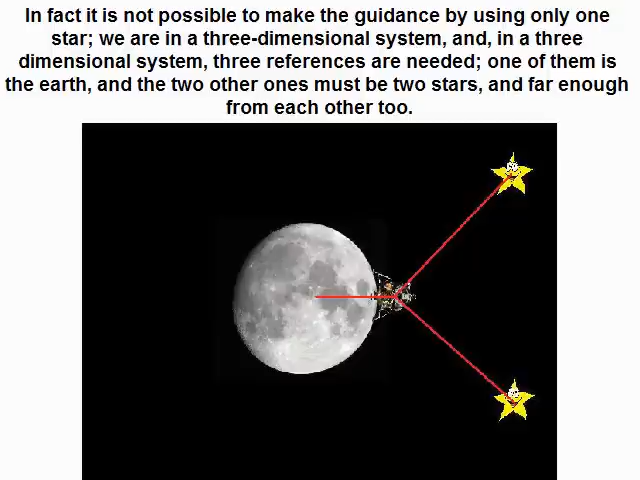 In fact it is not possible to make the guidance by using only one
star; we are in a three-dimensional system, and, in a three
dimensional system, three references are needed; one of them is
the earth, and the two other ones must be two stars, and far enough
from each other too.